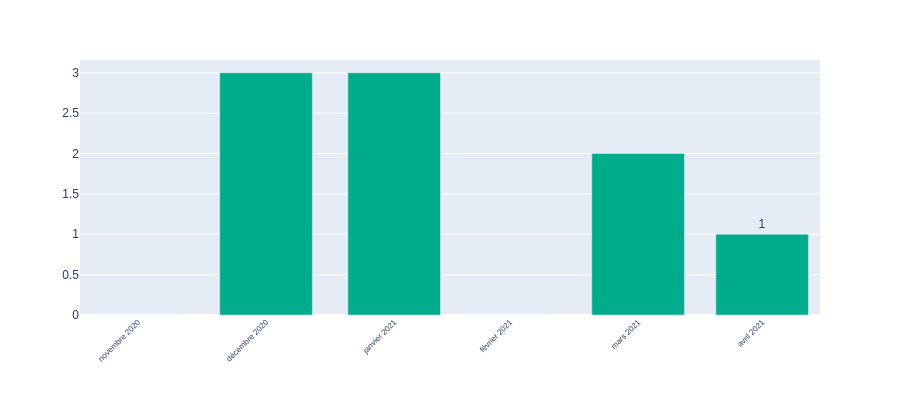 3
2.5
2
1.5
1
0.5
0
1
novembre 2020
décembre 2020
janvier 2021
février 2021
mars 2021
avril 2021